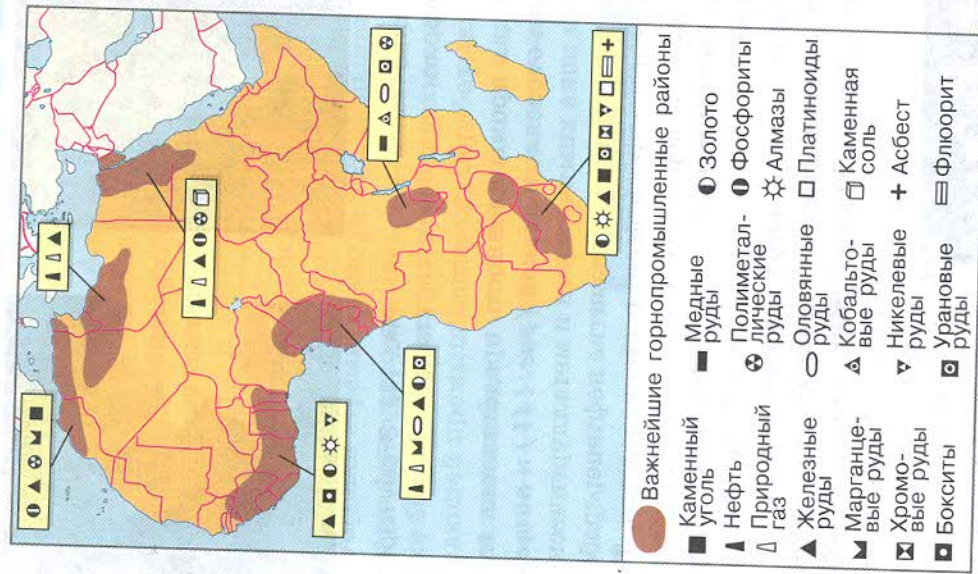 Важнейшие горнопромышленные районы
Каменный
уголь
Нефть
Природный
газ
Железные
руды
Марганце-
вые руды
Хромо-
вые руды
Бокситы
Медные
руды
Полиметал-
лические
руды
Оловянные
руды
Кобальто-
вые руды
Никелевые
руды
Урановые
руды
Золото
Фосфориты
Алмазы
Платиноиды
Каменная
соль
Асбест
Флюорит